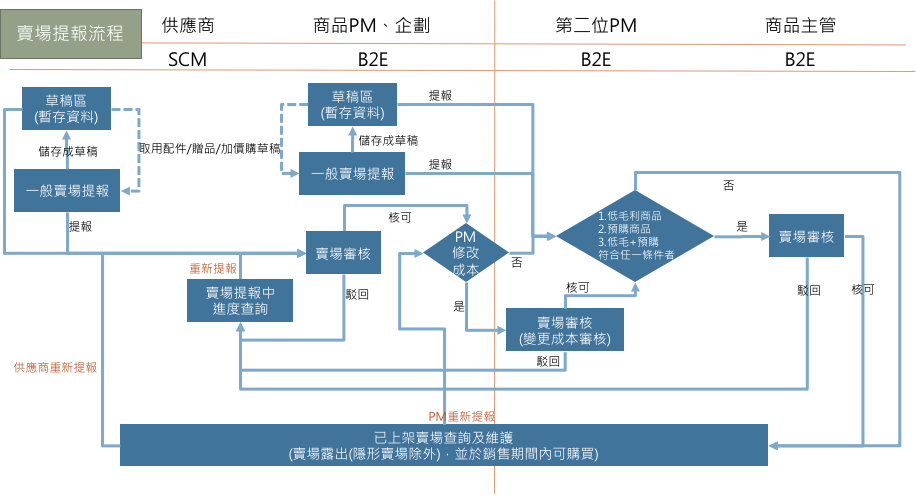 賣場提報流程
供應商
商品PM、企劃
第二位PM
商品主管
SCM
B2E
B2E
B2E
草稿區
(暫存資料)
儲存成草稿
取用配件/贈品/加價購草稿
一般賣場提報
提報
草稿區
(暫存資料)
提報
儲存成草稿
一般賣場提報
提報
核可
賣場審核
駁回
PM
修改
成本
否
是
1.低毛利商品
2.預購商品
3.低毛+預購
符合任一條件者
否
是
賣場審核
駁回
核可
重新提報
賣場提報中
進度查詢
核可
賣場審核
(變更成本審核)
駁回
供應商重新提報
PM重新提報
已上架賣場查詢及維護
(賣場露出(隱形賣場除外)，並於銷售期間內可購買)